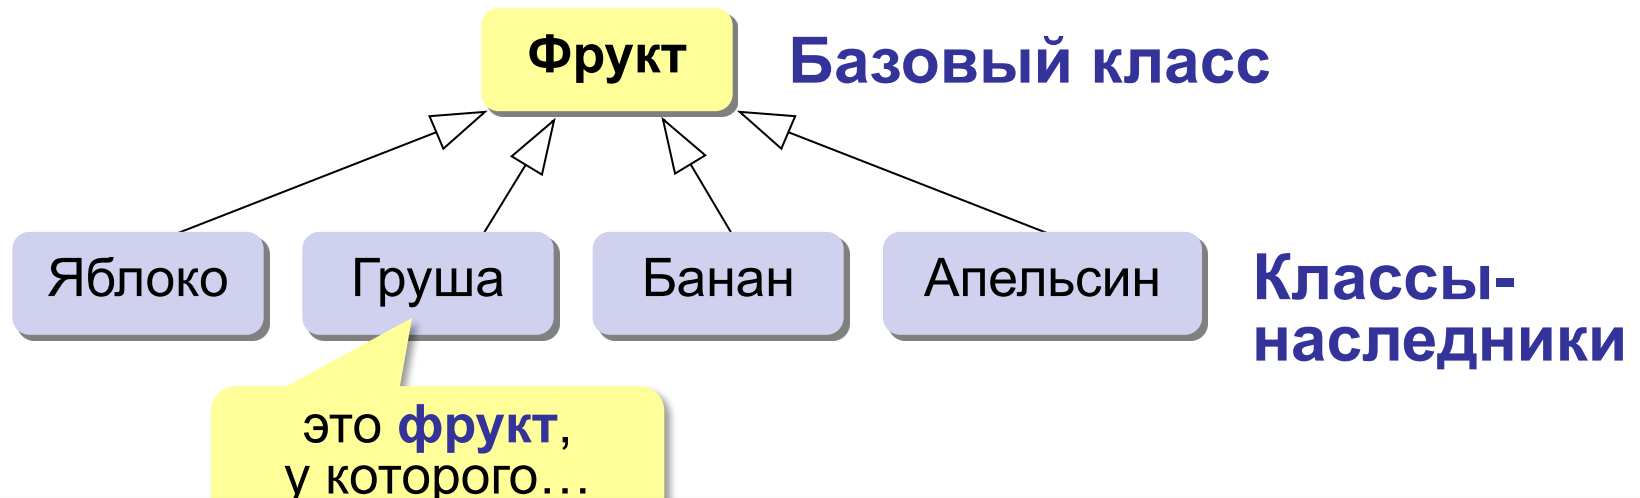 Фрукт
Базовый класс
Яблоко
Груша
Банан
Апельсин
Классы-
наследники
это фрукт,
у которого…